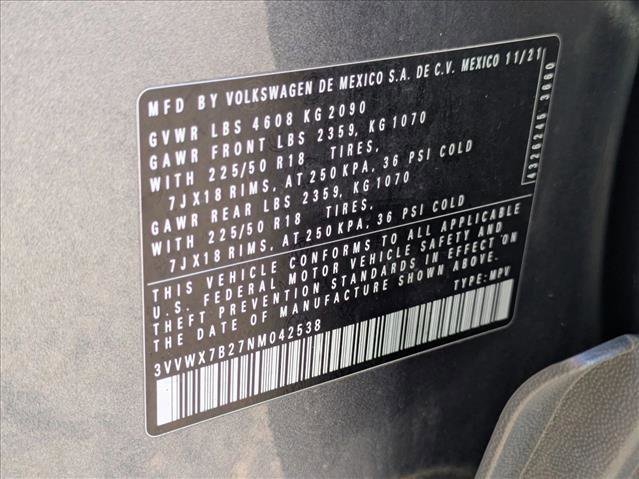 MFD BY VOLKSWAGEN DE MEXICO S.A. DE C.V. MEXICO 11/21
GVWR LBS 4608 KG 2090
GAWR FRONT LBS 2359, KG 1070
WITH 225/50 R18 TIRES,
7JX18 RIMS, AT 250 KPA, 36 PSI COLD
GAWR REAR LBS 2359, KG 1070
WITH 225/50 R18 TIRES,
7JX18 RIMS, AT 250 KPA, 36 PSI COLD
THIS VEHICLE CONFORMS TO ALL APPLICABLE
U.S. FEDERAL MOTOR VEHICLE SAFETY AND
THEFT PREVENTION STANDARDS IN EFFECT ON
THE DATE OF MANUFACTURE SHOWN ABOVE.
TYPE: MPV
3VVWX7B27NM042538